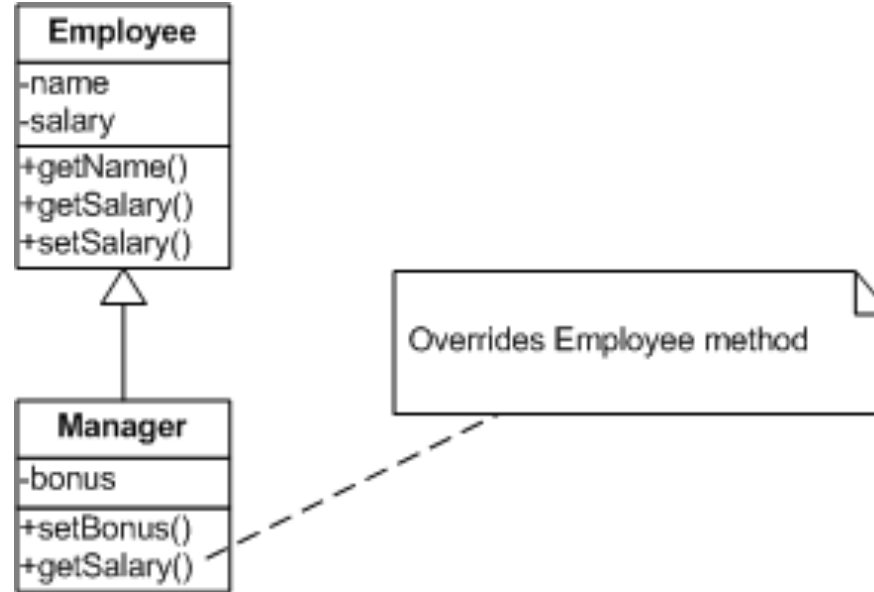 Employee
-name
-salary
+getName()
+getSalary()
+setSalary()
Overrides Employee method
Manager
-bonus
+setBonus()
+getSalary()